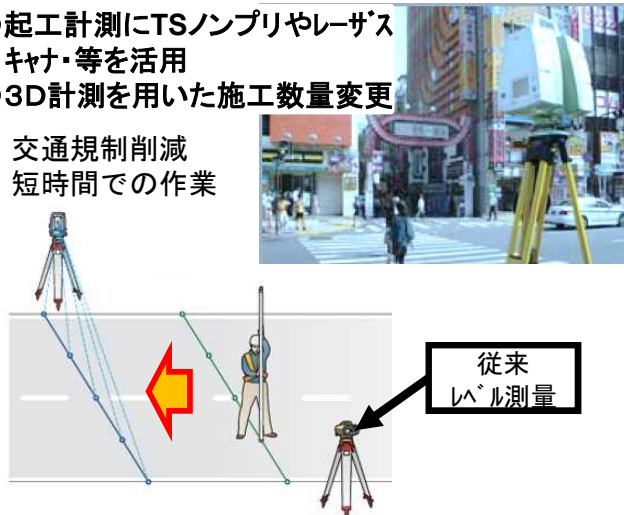 起工計測にTSノンプリやレーザス
キャナ・等を活用
3D計測を用いた施工数量変更
交通規制削減
短時間での作業
従来
ﾚﾍﾞﾙ測量